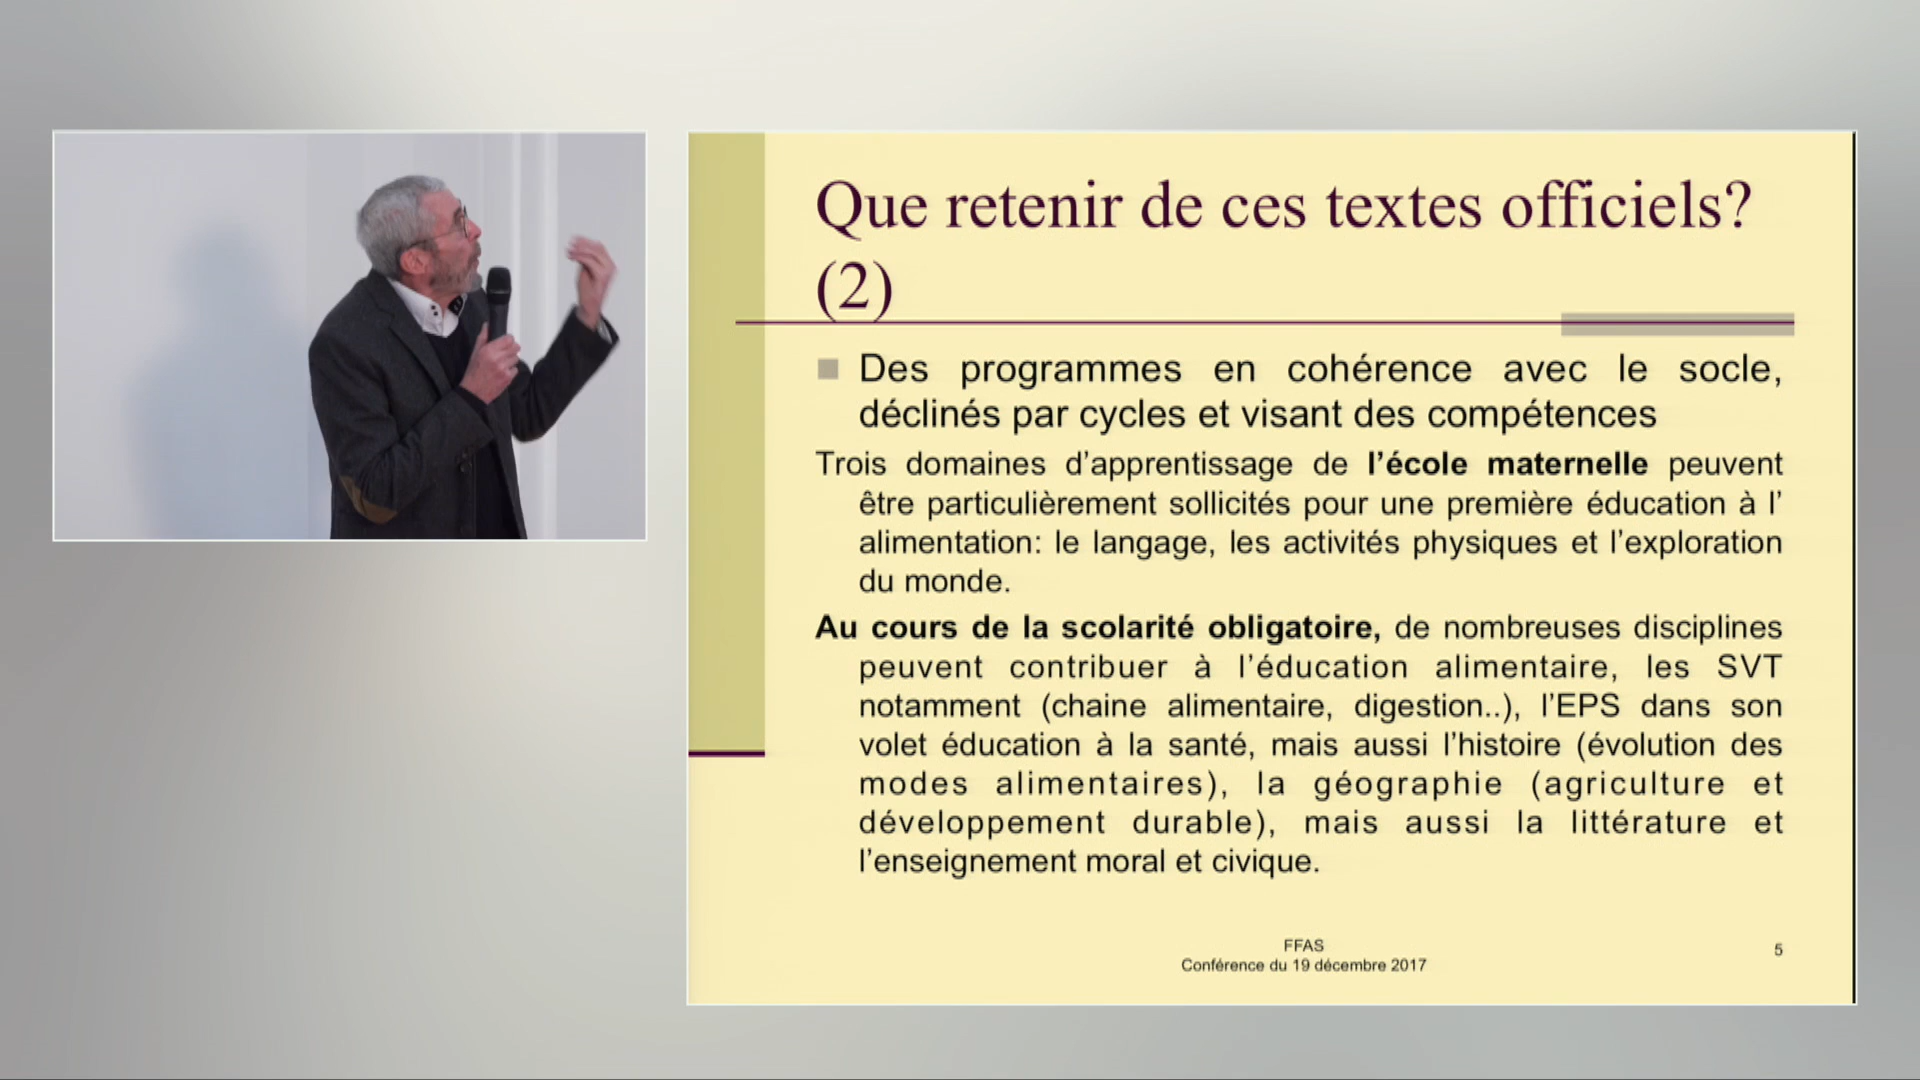 Que retenir de ces textes officiels?
(2)
Des programmes en cohérence avec le socle,
déclinés par cycles et visant des compétences
Trois domaines d’apprentissage de l’école maternelle peuvent
être particulièrement sollicités pour une première éducation à l’
alimentation: le langage, les activités physiques et l’exploration
du monde.
Au cours de la scolarité obligatoire, de nombreuses disciplines
peuvent contribuer à l’éducation alimentaire, les SVT
notamment (chaine alimentaire, digestion..), l’EPS dans son
volet éducation à la santé, mais aussi l’histoire (évolution des
modes alimentaires), la géographie (agriculture et
développement durable), mais aussi la littérature et
l’enseignement moral et civique.
FFAS
Conférence du 19 décembre 2017
5